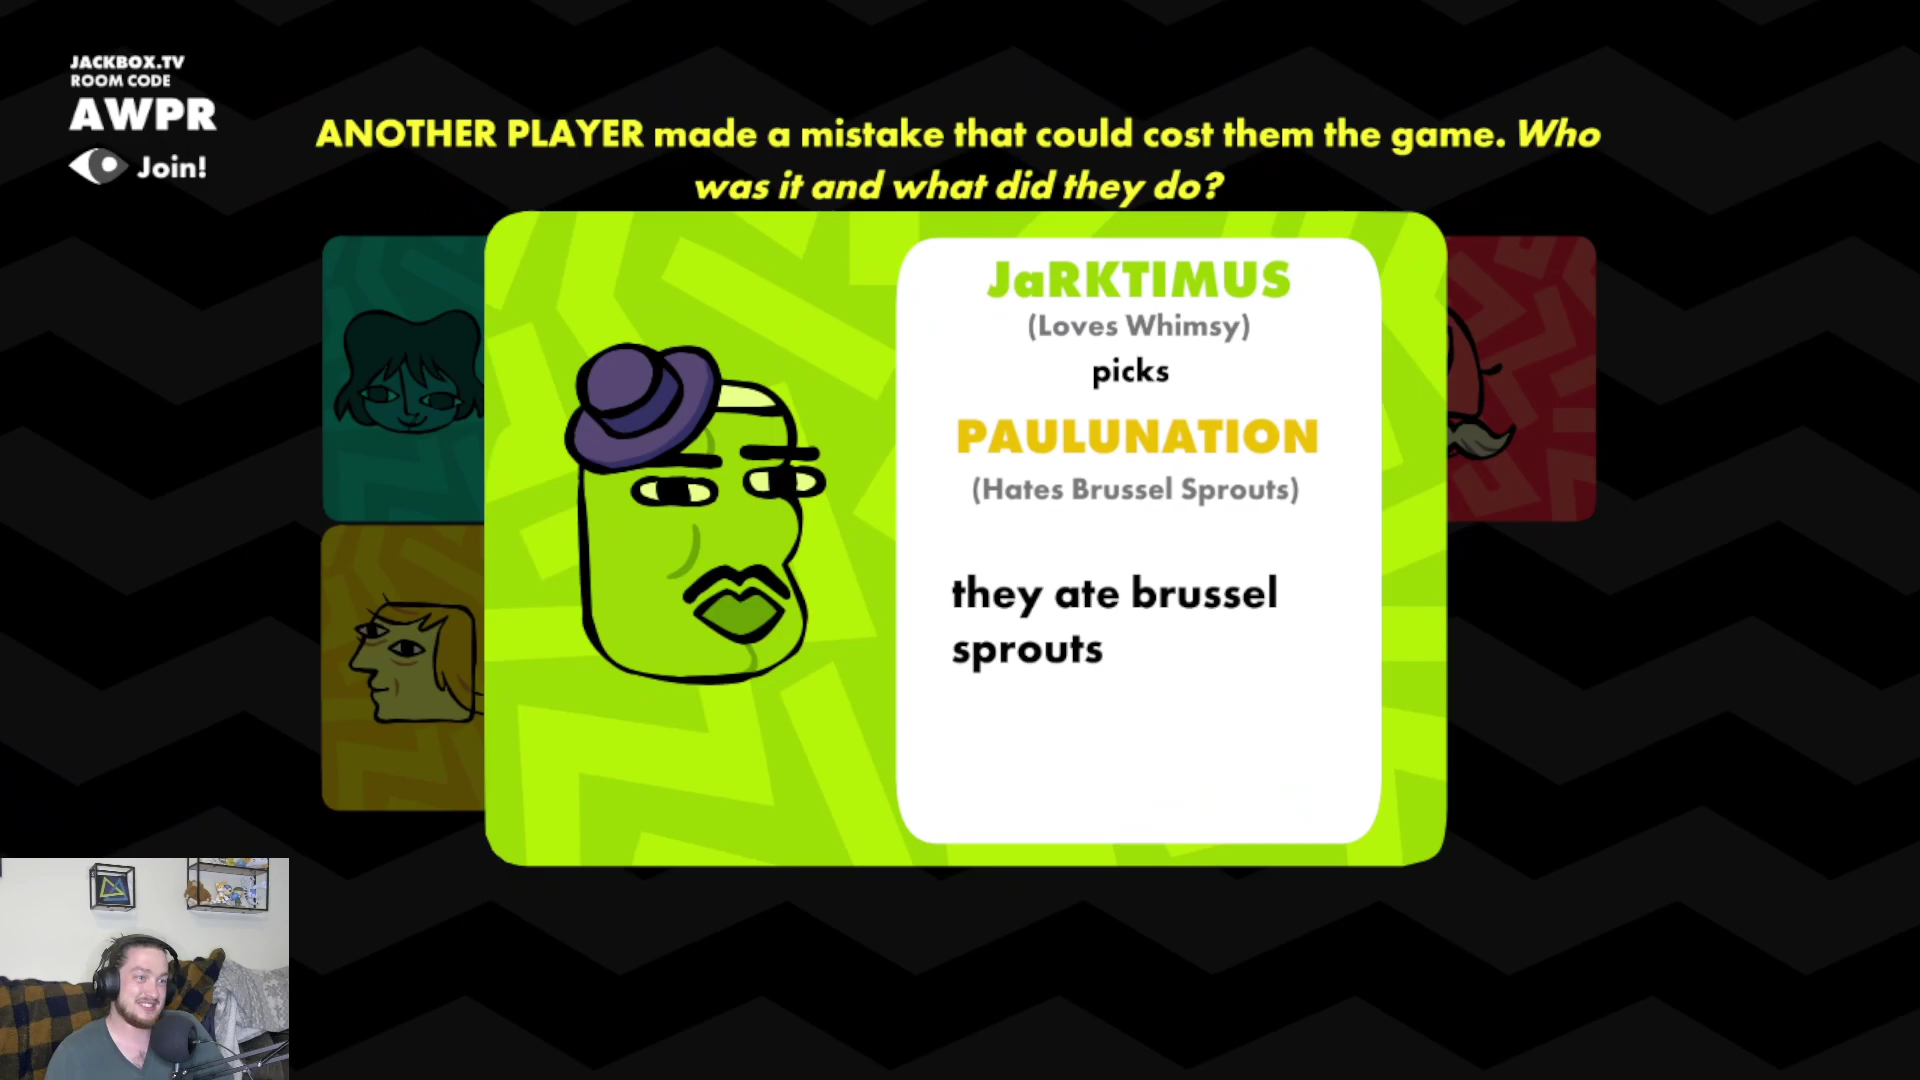 JACKBOX.TV
ROOM CODE
AWPR
Join!
ANOTHER PLAYER made a mistake that could cost them the game. Who
was it and what did they do?
JaRKTIMUS
(Loves Whimsy)
picks
PAULUNATION
(Hates Brussel Sprouts)
they ate brussel
sprouts